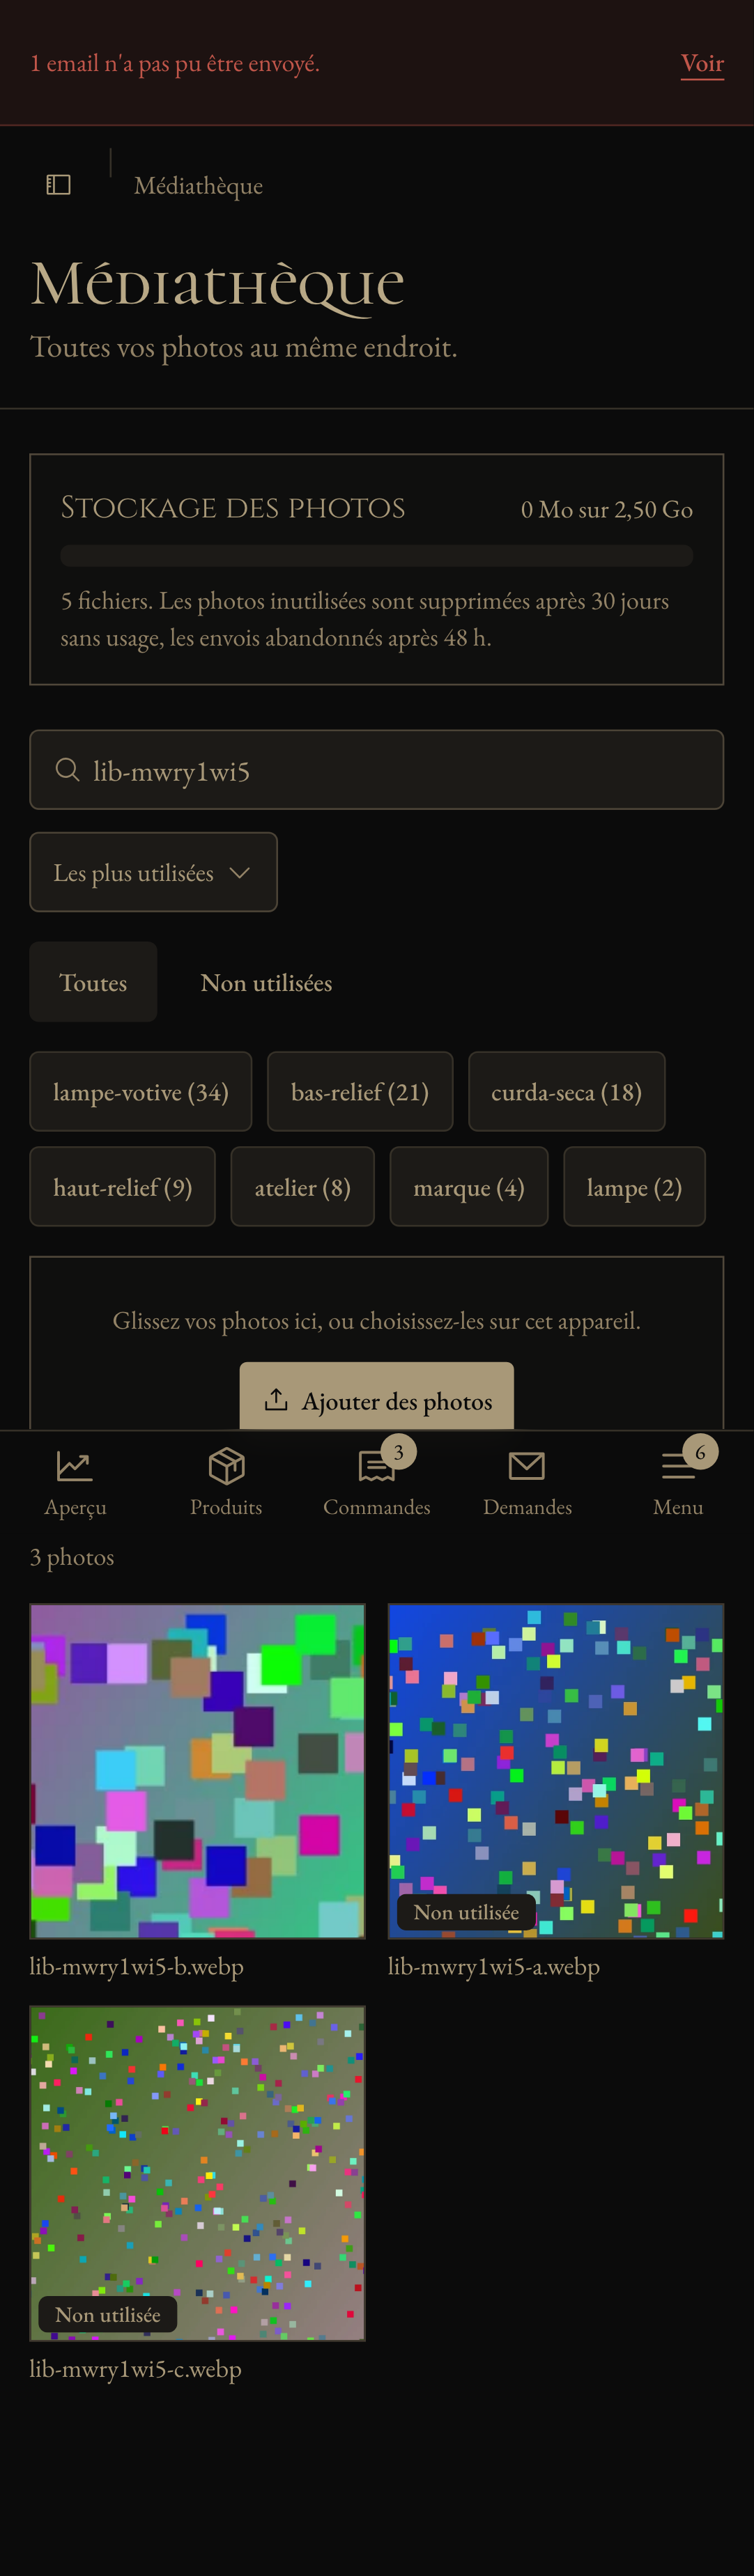 1 email n'a pas pu être envoyé.
Voir
Médiathèque
Médiathèque
Toutes vos photos au même endroit.
Stockage des photos
0 Mo sur 2,50 Go
5 fichiers. Les photos inutilisées sont supprimées après 30 jours
sans usage, les envois abandonnés après 48 h.
lib-mwry1wi5
Les plus utilisées
Toutes
Non utilisées
lampe-votive (34)
bas-relief (21)
curda-seca (18)
haut-relief (9)
atelier (8)
marque (4)
lampe (2)
Glissez vos photos ici, ou choisissez-les sur cet appareil.
Ajouter des photos
3
6
Aperçu
Produits
Commandes
Demandes
Menu
3 photos
Non utilisée
lib-mwry1wi5-b.webp
lib-mwry1wi5-a.webp
Non utilisée
lib-mwry1wi5-c.webp